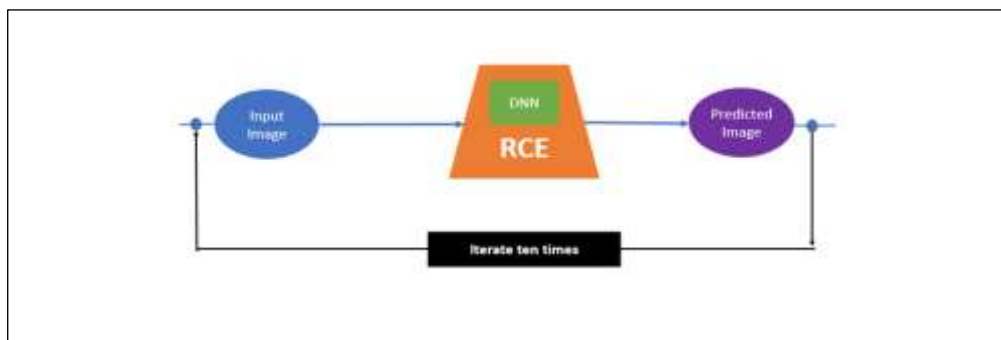 Input
Image
DNN
RCE
Predicted
Image
Iterate ten times